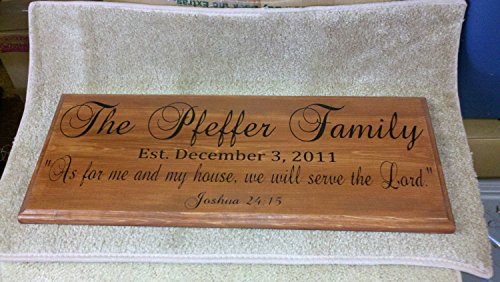 The Pfeffer Family
Est. December 3, 2011
"As for me and my house, we will serve the Lord."
Joshua 24:15